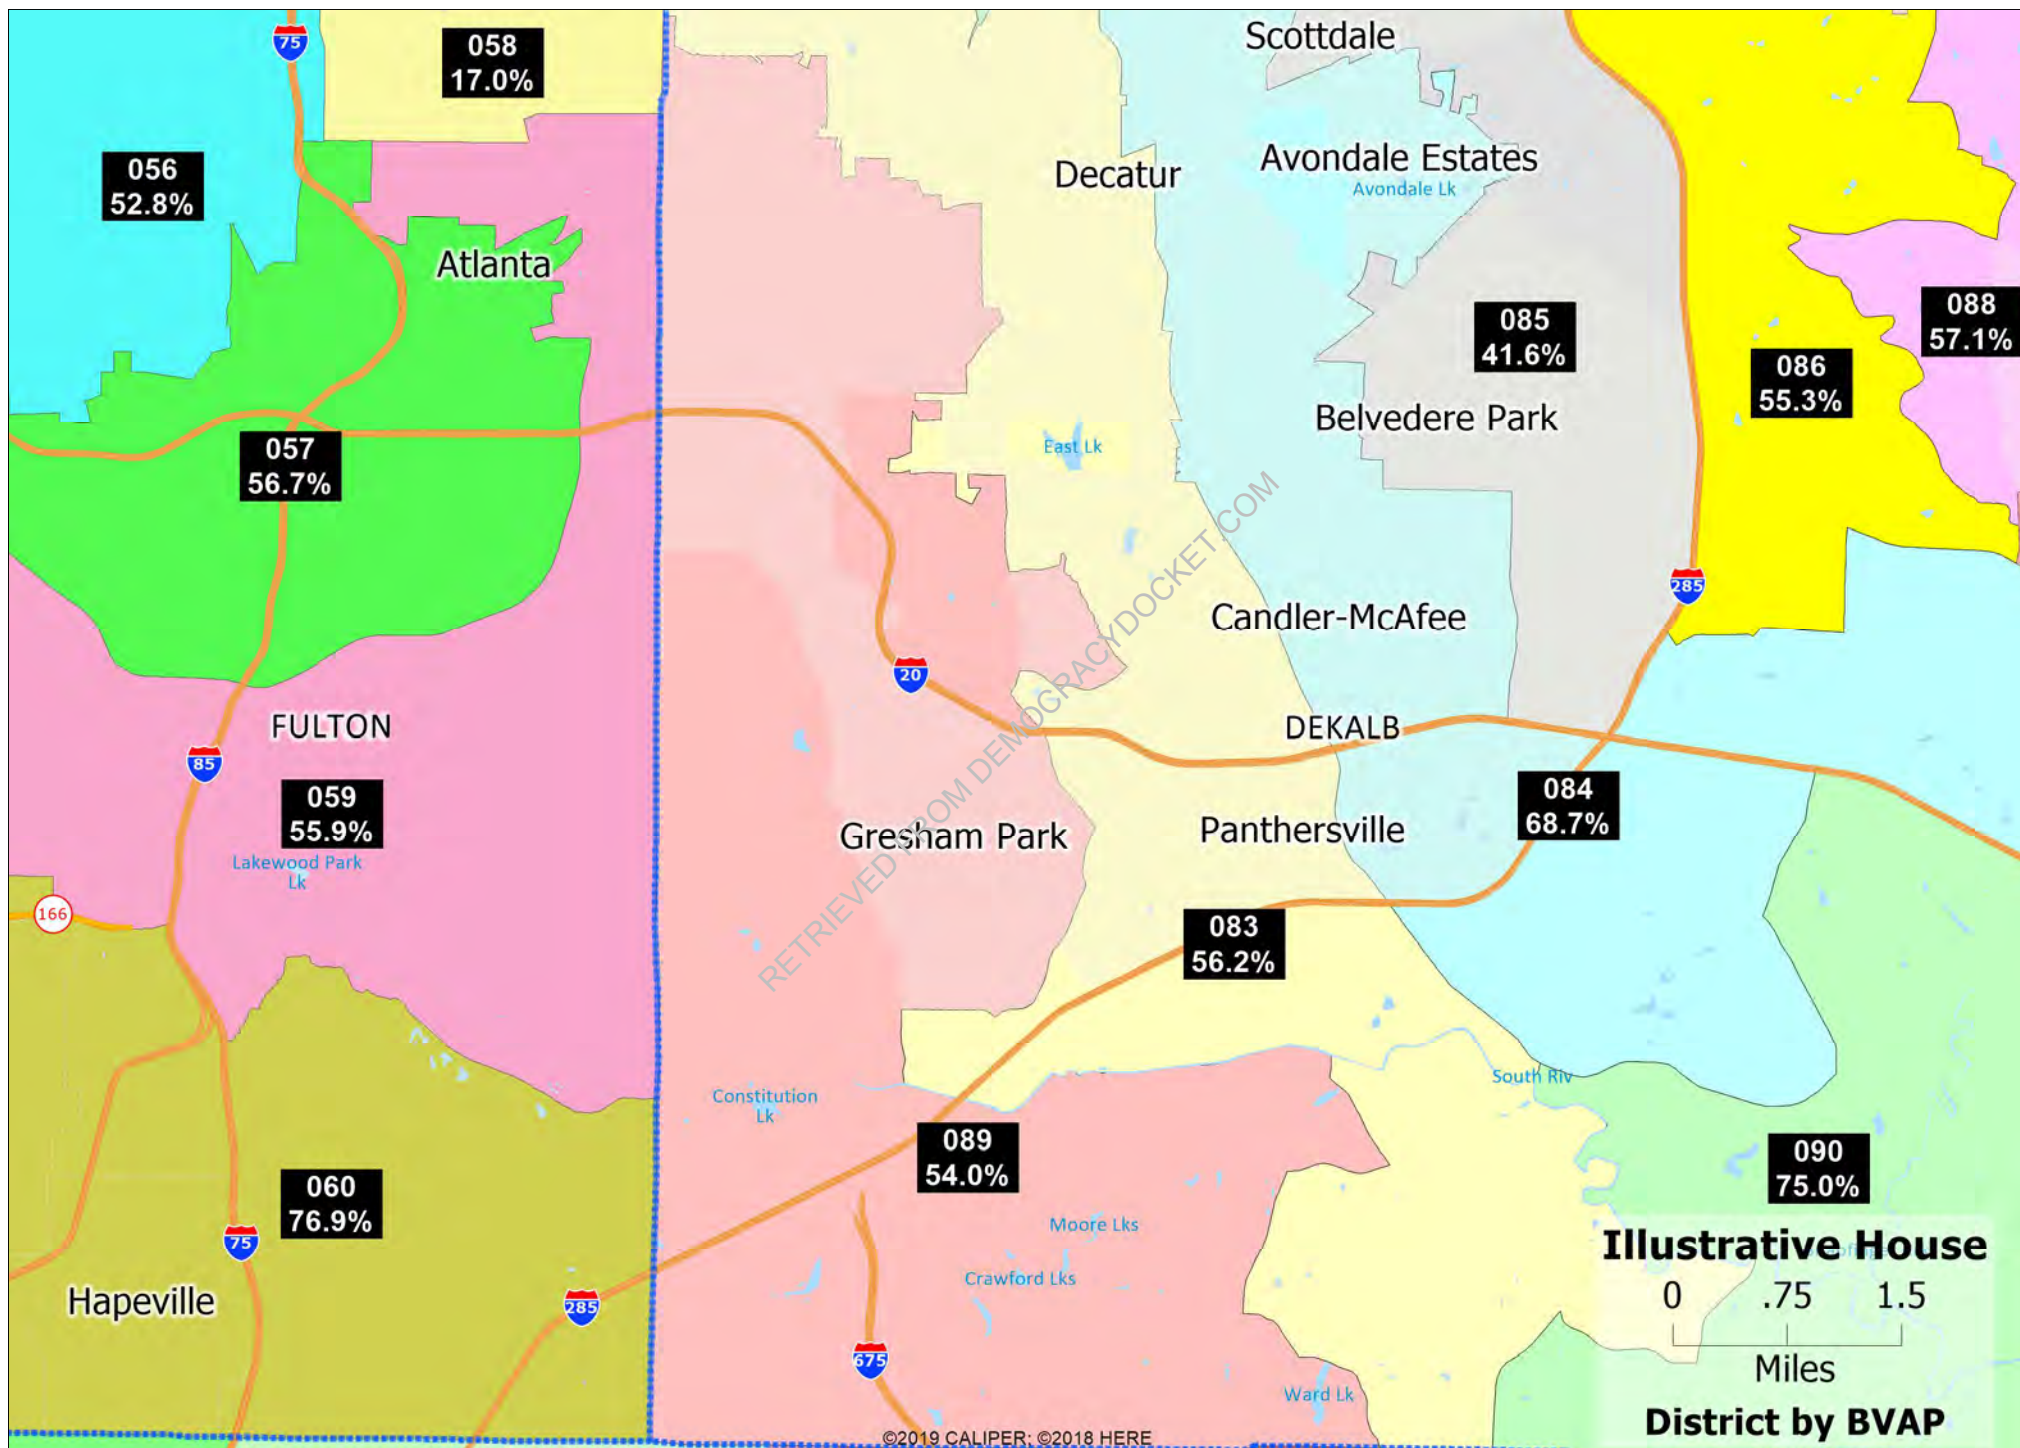 75
058
17.0%
Scottdale
056
52.8%
Decatur
Avondale Estates
Avondale Lk
Atlanta
085
41.6%
088
57.1%
086
55.3%
Belvedere Park
057
56.7%
East Lk
285
Candler-McAfee
20
FULTON
DEKALB
85
059
55.9%
084
68.7%
Gresham Park
Panthersville
Lakewood Park
Lk
166
083
56.2%
RETRIEVED FROM DEMOCRACYDOCKET.COM
South Riv
Constitution
Lk
089
54.0%
090
75.0%
060
76.9%
75
Moore Lks
Crawford Lks
Illustrative House
0 .75 1.5
Miles
Hapeville
285
675
Ward Lk
District by BVAP
©2019 CALIPER; ©2018 HERE